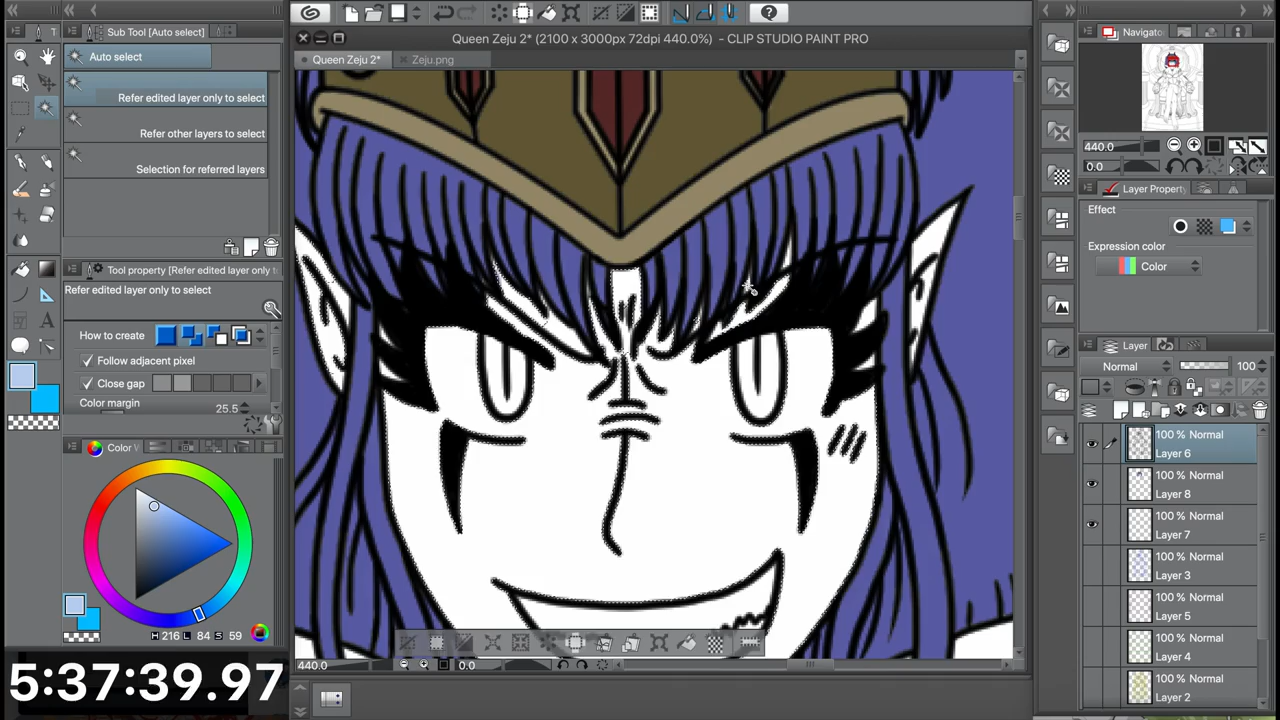 Queen Zeju 2* (2100 x 3000px 72dpi 440.0%) - CLIP STUDIO PAINT PRO
Queen Zeju 2*
Zeju.png
T
Sub Tool [Auto select]
Auto select
Refer edited layer only to select
Refer other layers to select
Selection for referred layers
Tool property [Refer edited layer only to
Refer edited layer only to select
How to create
Follow adjacent pixel
Close gap
Color margin
25.5
A
Color
H 216 L 84 S 59
5:37:39.97
440.0
0.0
Navigator
440.0
0.0
Layer Property
Effect
Expression color
Color
Layer
Normal
100
100 % Normal
Layer 6
100 % Normal
Layer 8
100 % Normal
Layer 7
100 % Normal
Layer 3
100 % Normal
Layer 5
100 % Normal
Layer 4
100 % Normal
Layer 2